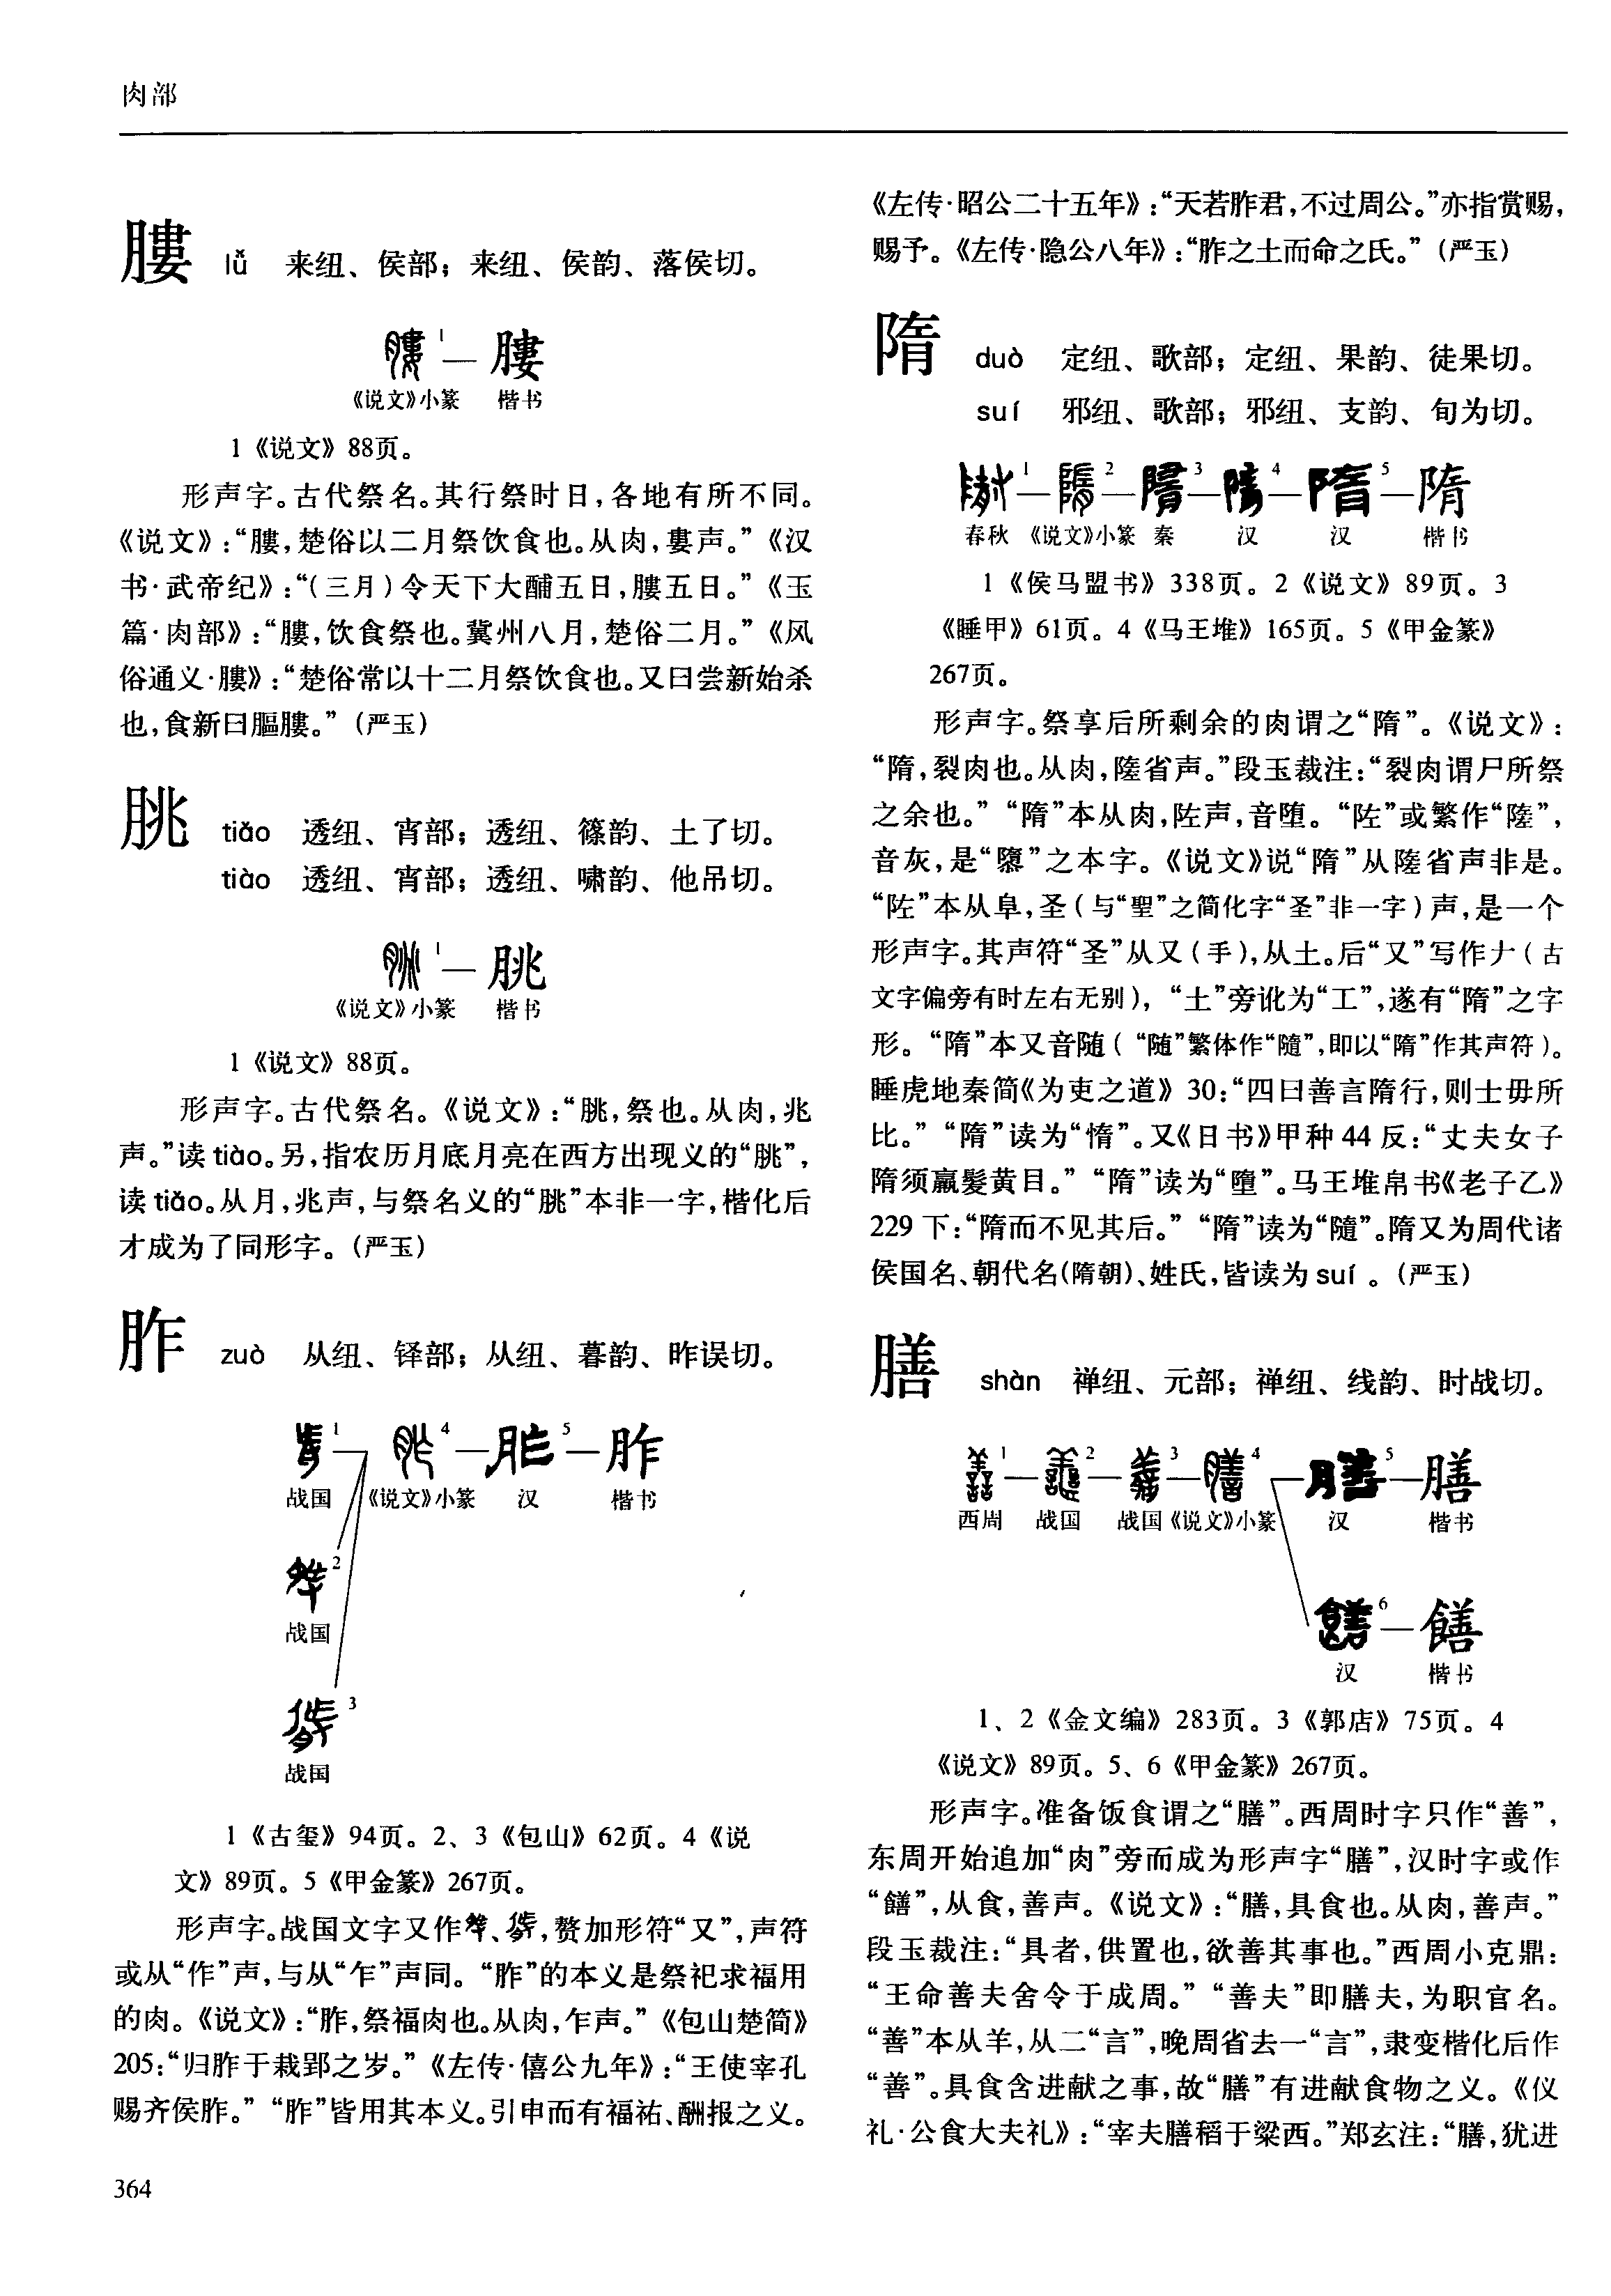 肉部
膢 lǘ 来纽、侯部；来纽、侯韵、落侯切。
1 — 膢
《说文》小篆 楷书
1《说文》88页。
形声字。古代祭名。其行祭时日，各地有所不同。
《说文》：“膢，楚俗以二月祭饮食也。从肉，婁声。”《汉
书·武帝纪》：“（三月）令天下大酺五日，膢五日。”《玉
篇·肉部》：“膢，饮食祭也。冀州八月，楚俗二月。”《风
俗通义·膢》：“楚俗常以十二月祭饮食也。又曰尝新始杀
也，食新曰䝙膢。”（严玉）
朓 tiǎo 透纽、宵部；透纽、篠韵、土了切。
tiào 透纽、宵部；透纽、啸韵、他吊切。
1 — 朓
《说文》小篆 楷书
1《说文》88页。
形声字。古代祭名。《说文》：“朓，祭也。从肉，兆
声。”读tiào。另，指农历月底月亮在西方出现义的“朓”，
读tiǎo。从月，兆声，与祭名义的“朓”本非一字，楷化后
才成为了同形字。（严玉）
胙 zuò 从纽、铎部；从纽、暮韵、昨误切。
1 — 4 — 5 — 胙
战国 《说文》小篆 汉 楷书
2
战国
3
战国
1《古玺》94页。2、3《包山》62页。4《说
文》89页。5《甲金篆》267页。
形声字。战国文字又作、，赘加形符“又”，声符
或从“作”声，与从“乍”声同。“胙”的本义是祭祀求福用
的肉。《说文》：“胙，祭福肉也。从肉，乍声。”《包山楚简》
205：“归胙于栽郢之岁。”《左传·僖公九年》：“王使宰孔
赐齐侯胙。”“胙”皆用其本义。引申而有福祐、酬报之义。
《左传·昭公二十五年》：“天若胙君，不过周公。”亦指赏赐，
赐予。《左传·隐公八年》：“胙之土而命之氏。”（严玉）
隋 duò 定纽、歌部；定纽、果韵、徒果切。
suí 邪纽、歌部；邪纽、支韵、旬为切。
1 — 2 — 3 — 4 — 5 — 隋
春秋 《说文》小篆 秦 汉 汉 楷书
1《侯马盟书》338页。2《说文》89页。3
《睡甲》61页。4《马王堆》165页。5《甲金篆》
267页。
形声字。祭享后所剩余的肉谓之“隋”。《说文》：
“隋，裂肉也。从肉，隓省声。”段玉裁注：“裂肉谓尸所祭
之余也。”“隋”本从肉，陸声，音堕。“陸”或繁作“隓”，
音灰，是“隳”之本字。《说文》说“隋”从隓省声非是。
“”本从阜，圣（与“聖”之简化字“圣”非一字）声，是一个
形声字。其声符“圣”从又（手），从土。后“又”写作𠂇（古
文字偏旁有时左右无别），“土”旁讹为“工”，遂有“隋”之字
形。“隋”本又音随（“随”繁体作“隨”，即以“隋”作其声符）。
睡虎地秦简《为吏之道》30：“四曰善言隋行，则士毋所
比。”“隋”读为“惰”。又《日书》甲种44反：“丈夫女子
隋须羸髮黄目。”“隋”读为“墮”。马王堆帛书《老子乙》
229下：“隋而不见其后。”“隋”读为“隨”。隋又为周代诸
侯国名、朝代名(隋朝)、姓氏，皆读为suí。（严玉）
膳 shàn 禅纽、元部；禅纽、线韵、时战切。
1 — 2 — 3 — 4 — 5 — 膳
西周 战国 战国 《说文》小篆 汉 楷书
6 — 饍
汉 楷书
1、2《金文编》283页。3《郭店》75页。4
《说文》89页。5、6《甲金篆》267页。
形声字。准备饭食谓之“膳”。西周时字只作“善”，
东周开始追加“肉”旁而成为形声字“膳”，汉时字或作
“饍”，从食，善声。《说文》：“膳，具食也。从肉，善声。”
段玉裁注：“具者，供置也，欲善其事也。”西周小克鼎：
“王命善夫舍令于成周。”“善夫”即膳夫，为职官名。
“善”本从羊，从二“言”，晚周省去一“言”，隶变楷化后作
“善”。具食含进献之事，故“膳”有进献食物之义。《仪
礼·公食大夫礼》：“宰夫膳稻于粱西。”郑玄注：“膳，犹进
364